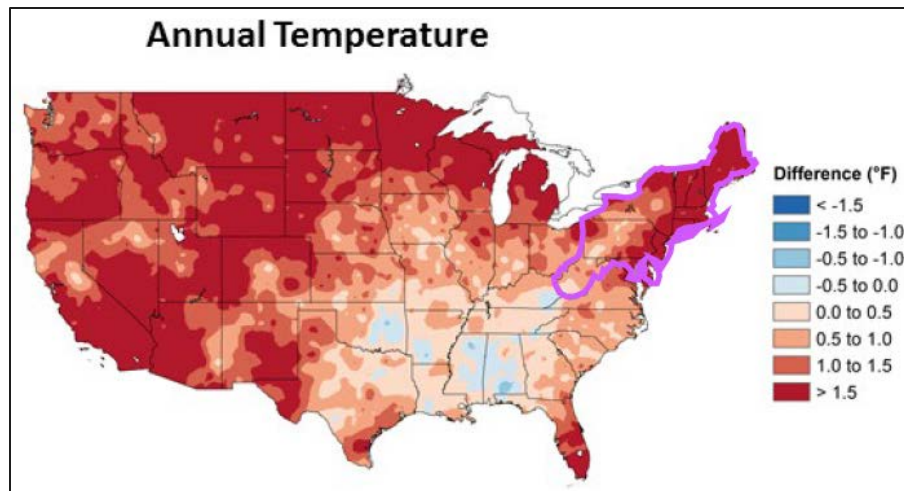 Annual Temperature
Difference (°F)
< -1.5
-1.5 to -1.0
-0.5 to -1.0
-0.5 to 0.0
0.0 to 0.5
0.5 to 1.0
1.0 to 1.5
> 1.5